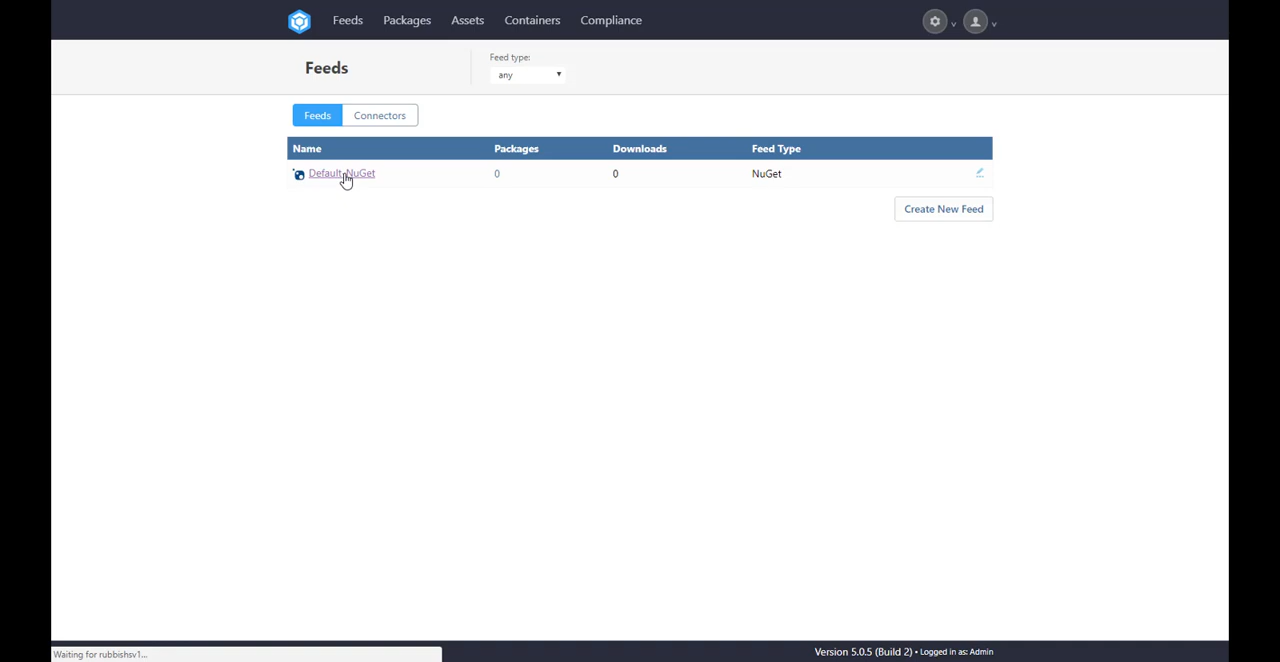 Feeds Packages Assets Containers Compliance
Feeds
Feed type:
any
Feeds Connectors
Name Packages Downloads Feed Type
Default-NuGet 0 0 NuGet
Create New Feed
Waiting for rubbishsv1...
Version 5.0.5 (Build 2) • Logged in as: Admin